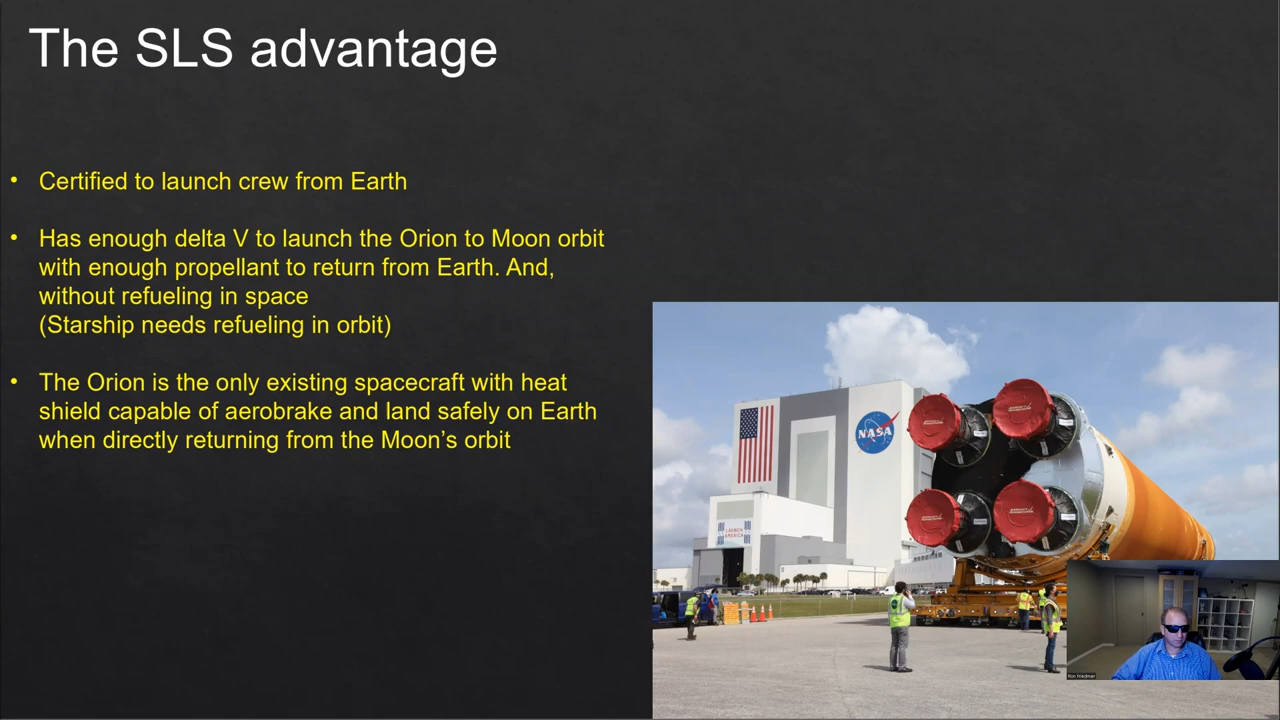 The SLS advantage
• Certified to launch crew from Earth
• Has enough delta V to launch the Orion to Moon orbit
with enough propellant to return from Earth. And,
without refueling in space
(Starship needs refueling in orbit)
• The Orion is the only existing spacecraft with heat
shield capable of aerobrake and land safely on Earth
when directly returning from the Moon’s orbit
NASA
LAUNCH
AMERICA
Ron Friedman